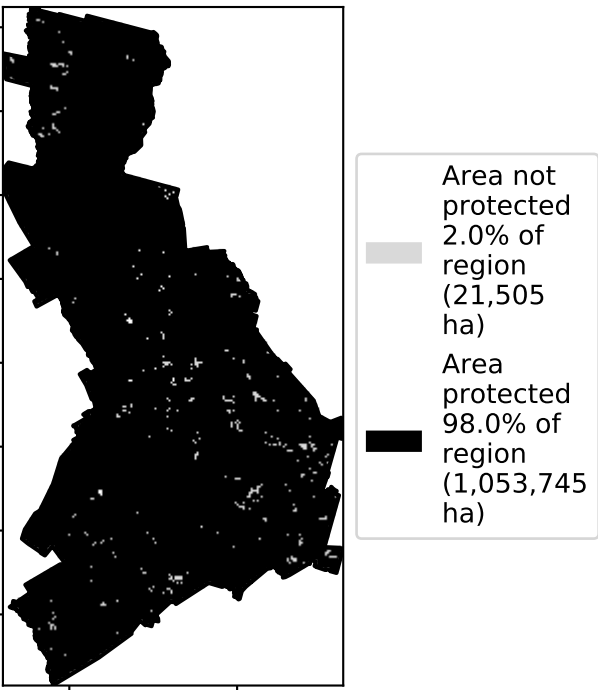 Area not
protected
2.0% of
region
(21,505
ha)
Area
protected
98.0% of
region
(1,053,745
ha)